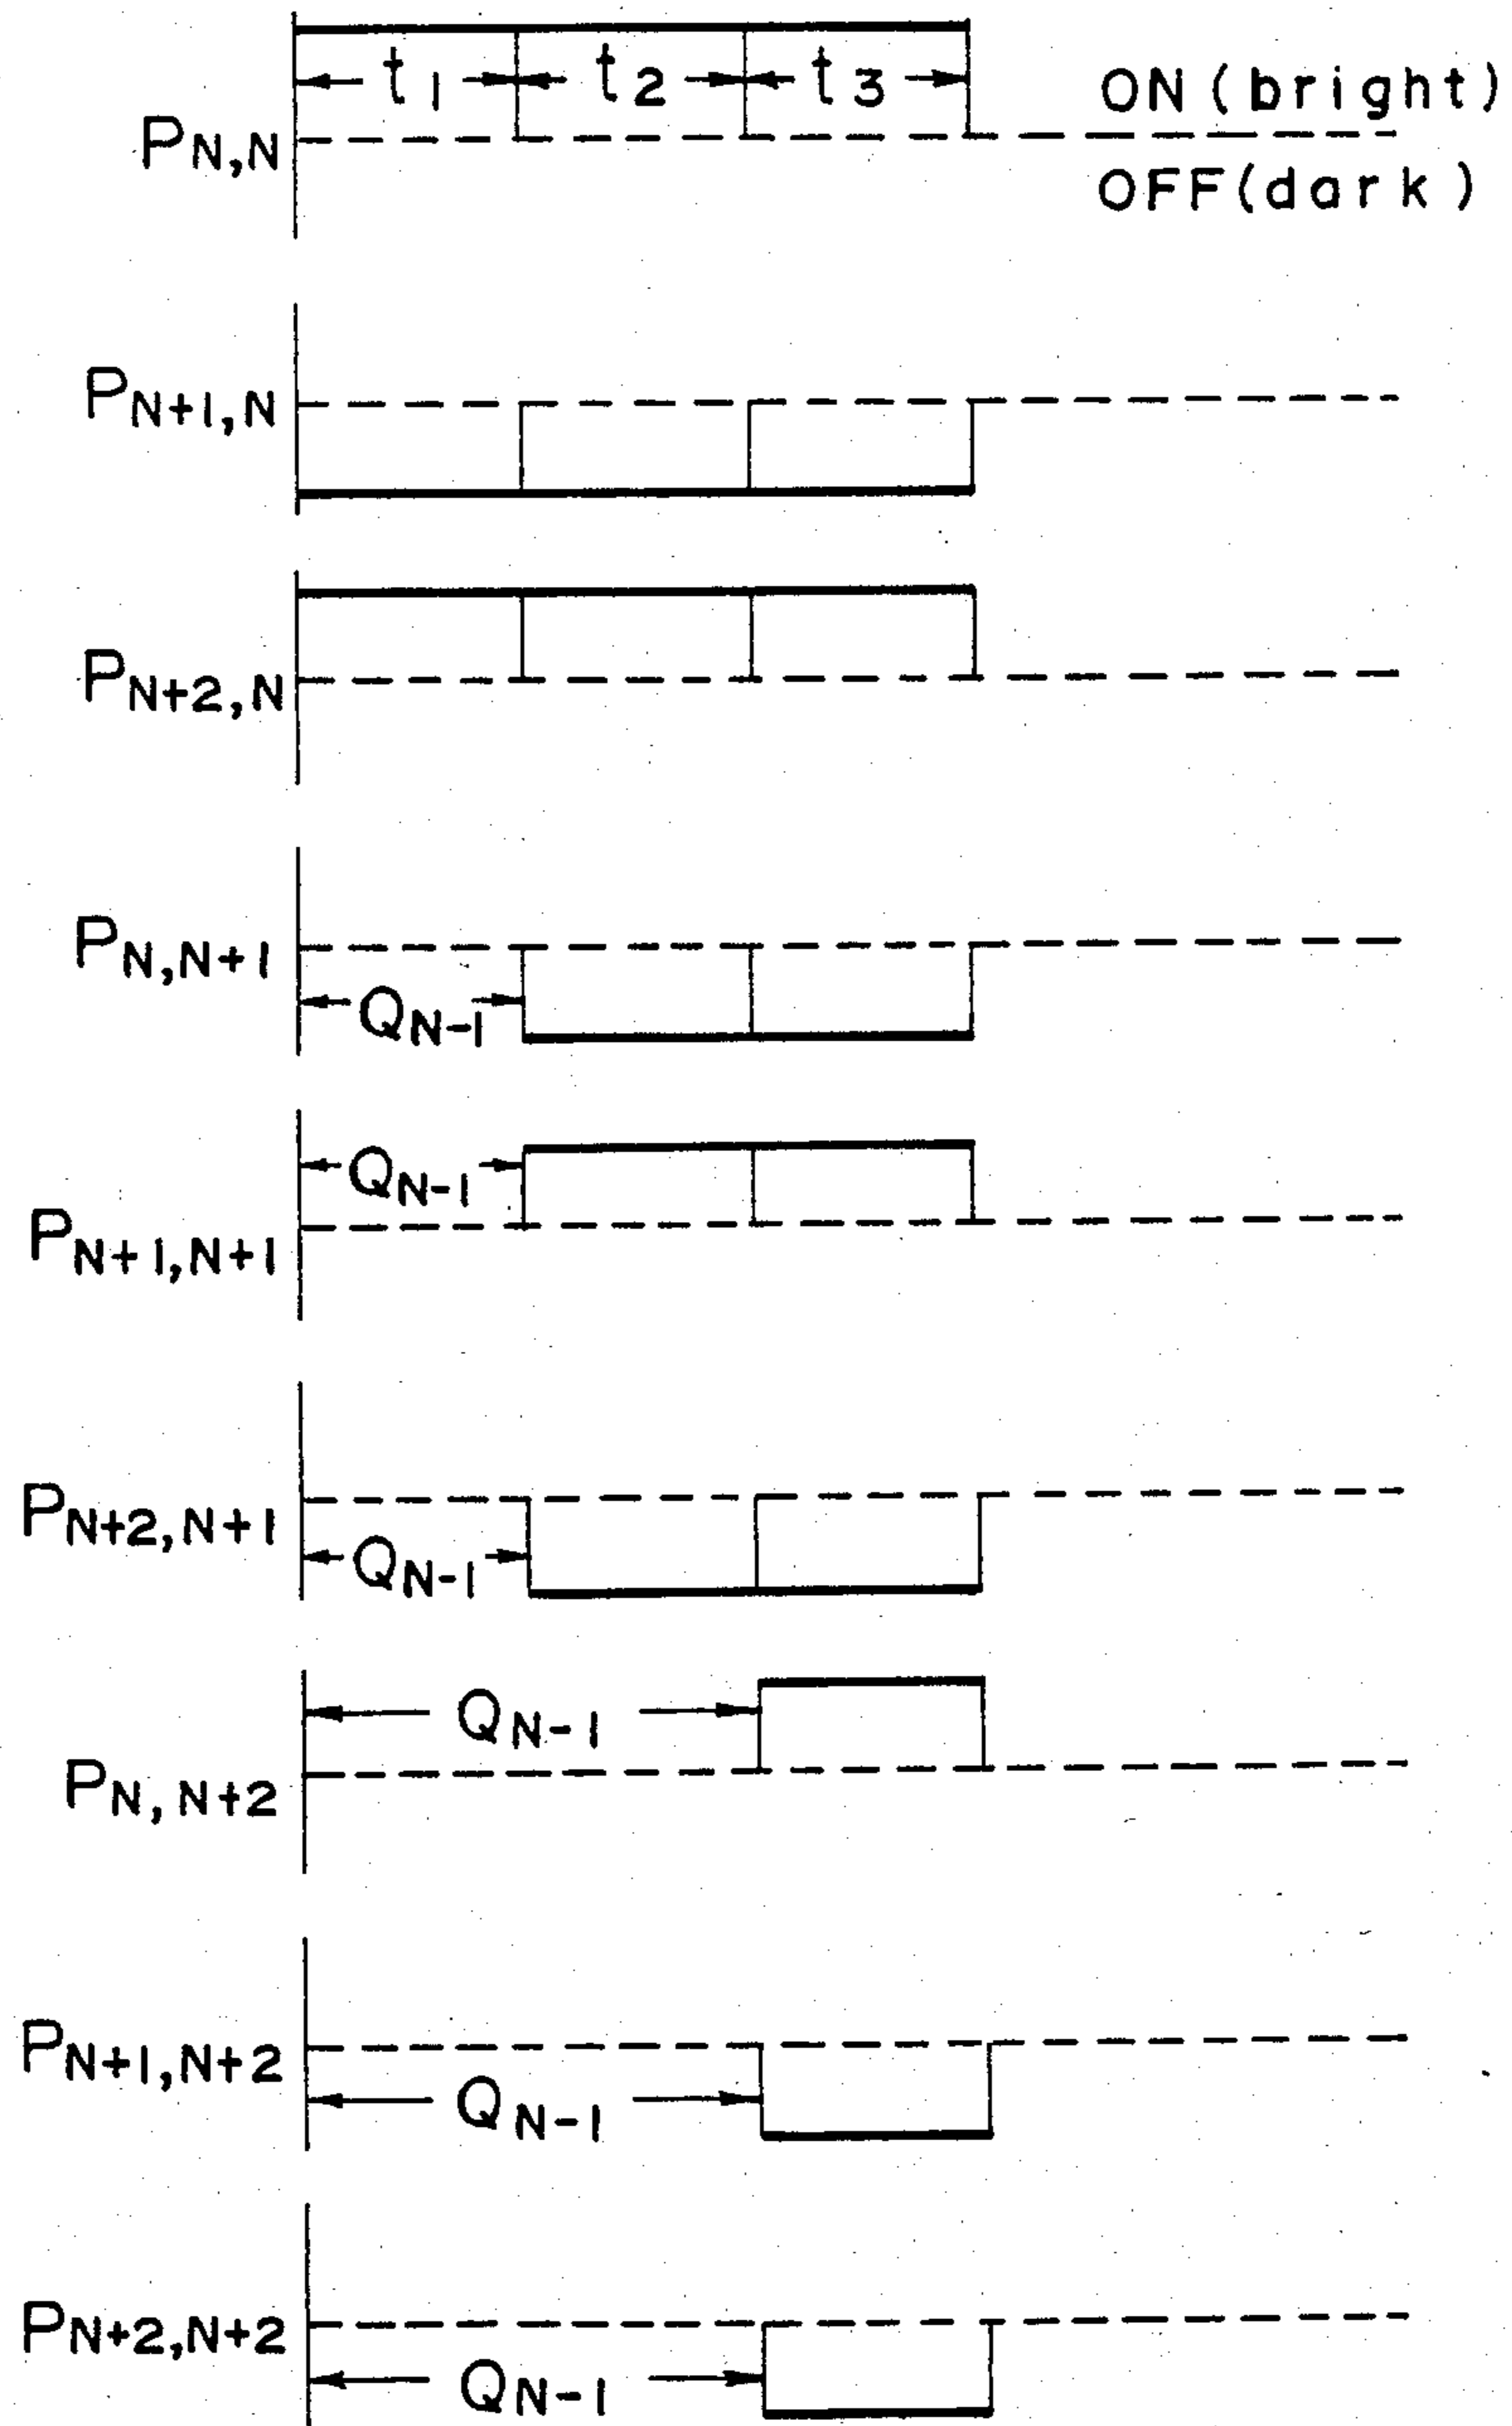 t1 t2 t3 ON (bright)
PN,N
OFF(dark)
PN+1,N
PN+2,N
PN,N+1
QN-1
QN-1
PN+1,N+1
PN+2,N+1
QN-1
QN-1
PN,N+2
PN+1,N+2
QN-1
PN+2,N+2
QN-1